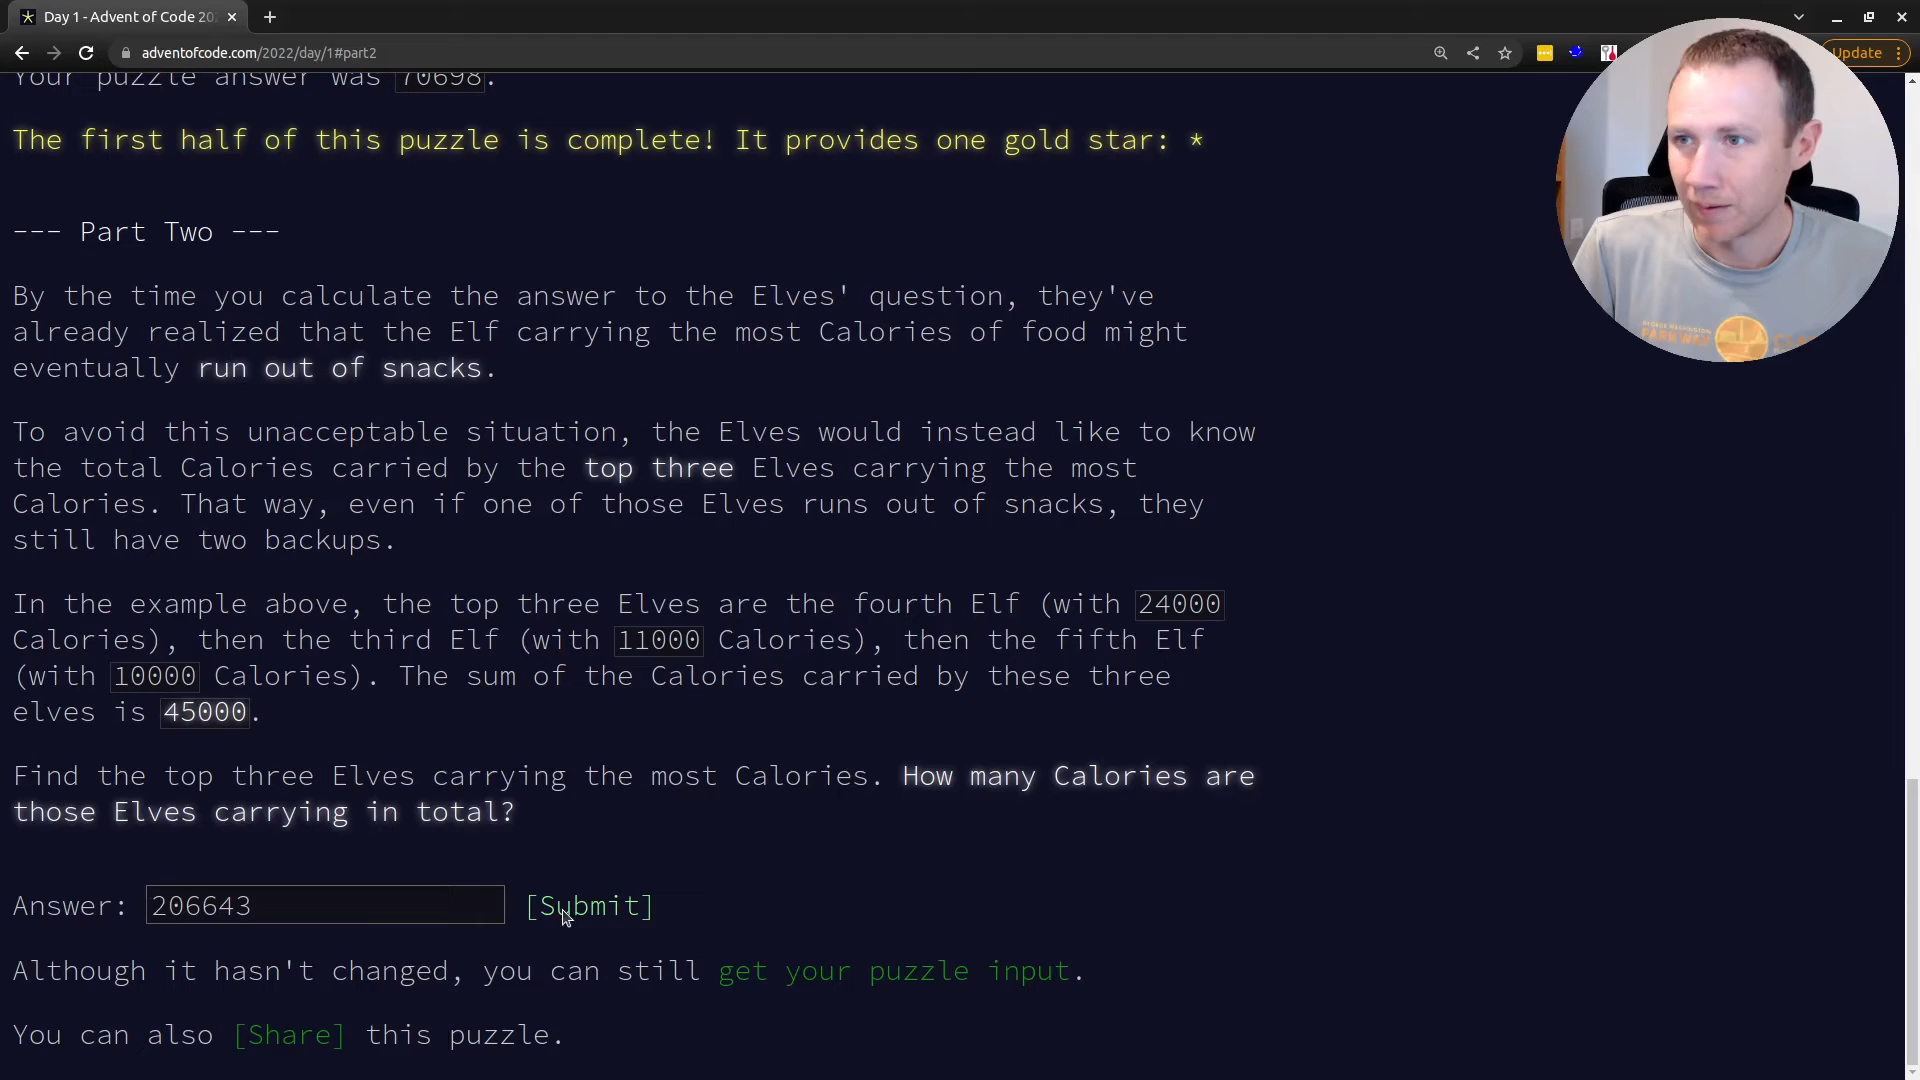 Day 1 - Advent of Code 20
adventofcode.com/2022/day/1#part2
Update
Your puzzle answer was 70698.
The first half of this puzzle is complete! It provides one gold star: *
--- Part Two ---
By the time you calculate the answer to the Elves' question, they've
already realized that the Elf carrying the most Calories of food might
eventually run out of snacks.
To avoid this unacceptable situation, the Elves would instead like to know
the total Calories carried by the top three Elves carrying the most
Calories. That way, even if one of those Elves runs out of snacks, they
still have two backups.
In the example above, the top three Elves are the fourth Elf (with 24000
Calories), then the third Elf (with 11000 Calories), then the fifth Elf
(with 10000 Calories). The sum of the Calories carried by these three
elves is 45000.
Find the top three Elves carrying the most Calories. How many Calories are
those Elves carrying in total?
Answer: 206643 [Submit]
Although it hasn't changed, you can still get your puzzle input.
You can also [Share] this puzzle.